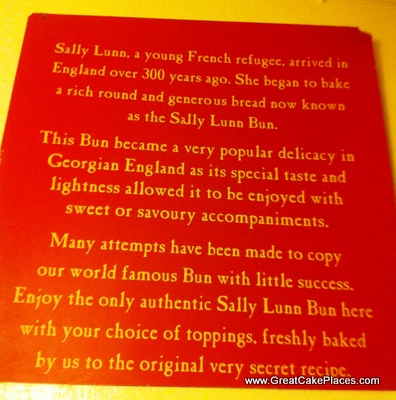 Sally Lunn, a young French refugee, arrived in
England over 300 years ago. She began to bake
a rich round and generous bread now known
as the Sally Lunn Bun.
This Bun became a very popular delicacy in
Georgian England as its special taste and
lightness allowed it to be enjoyed with
sweet or savoury accompaniments.
Many attempts have been made to copy
our world famous Bun with little success.
Enjoy the only authentic Sally Lunn Bun here
with your choice of toppings, freshly baked
by us to the original very secret recipe.
www.GreatCakePlaces.com